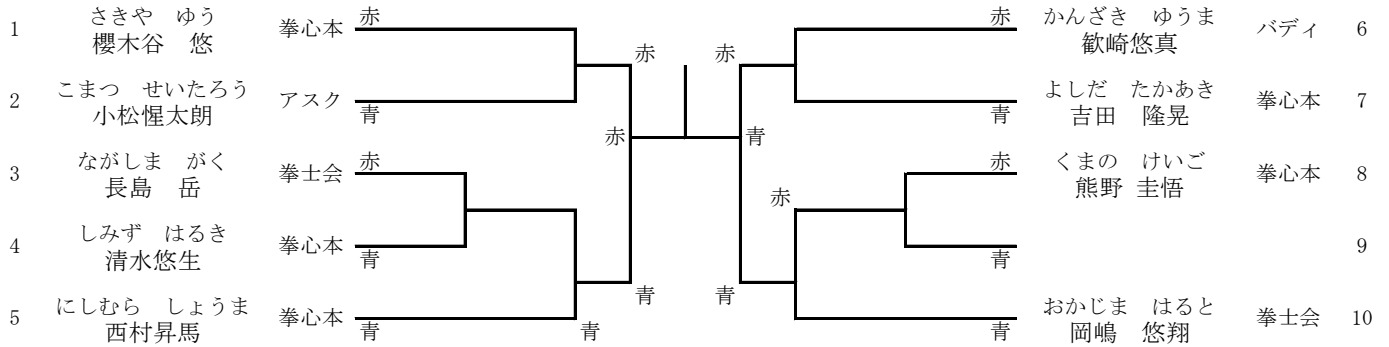 さきや　ゆう
1 櫻木谷　悠 拳心本 赤
こまつ　せいたろう
2 小松惺太朗 アスク 青
ながしま　がく
3 長島　岳 拳士会 赤
しみず　はるき
4 清水悠生 拳心本 青
にしむら　しょうま
5 西村昇馬 拳心本 青
赤
赤
青
青
赤
青
赤
青
かんざき　ゆうま
赤 歓崎悠真 バディ 6
よしだ　たかあき
青 吉田　隆晃 拳心本 7
くまの　けいご
赤 熊野 圭悟 拳心本 8
青 9
おかじま　はると
青 岡嶋　悠翔 拳士会 10